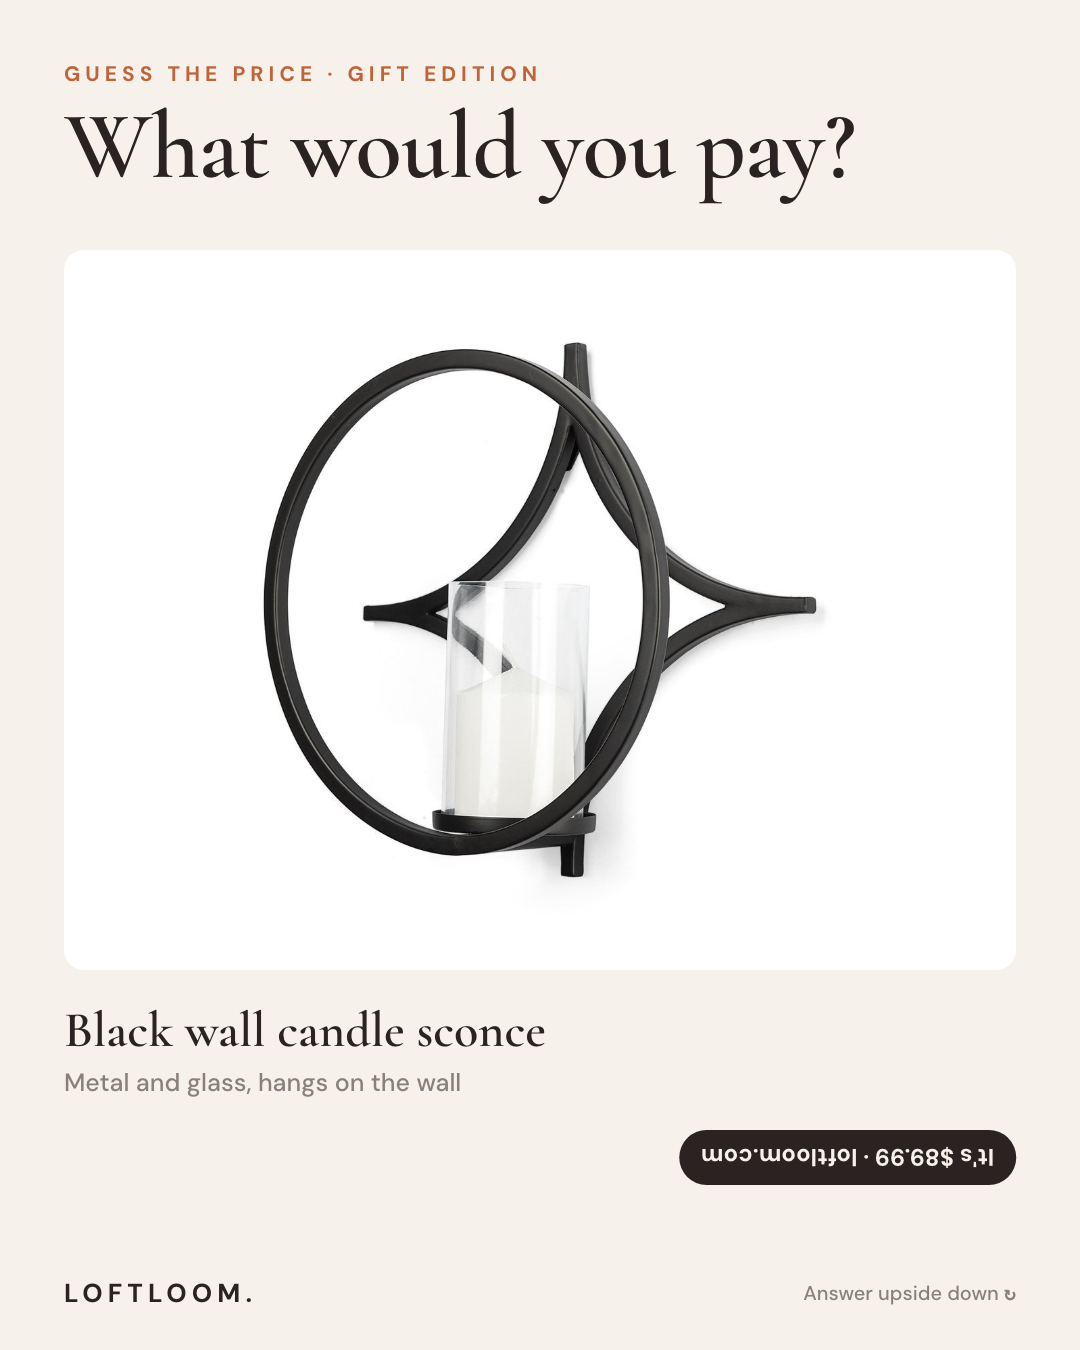 GUESS THE PRICE · GIFT EDITION
What would you pay?
Black wall candle sconce
Metal and glass, hangs on the wall
It's $89.99 · loftloom.com
LOFTLOOM.
Answer upside down ↻